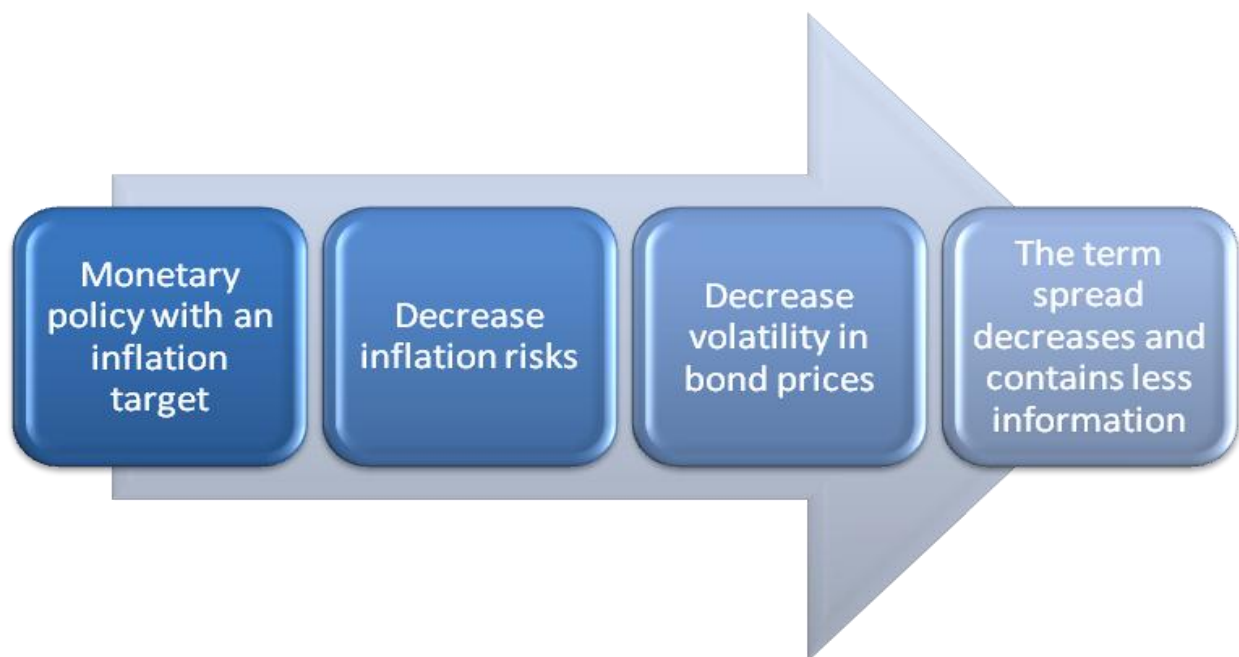 Monetary
policy with an
inflation
target
Decrease
inflation risks
Decrease
volatility in
bond prices
The term
spread
decreases and
contains less
information